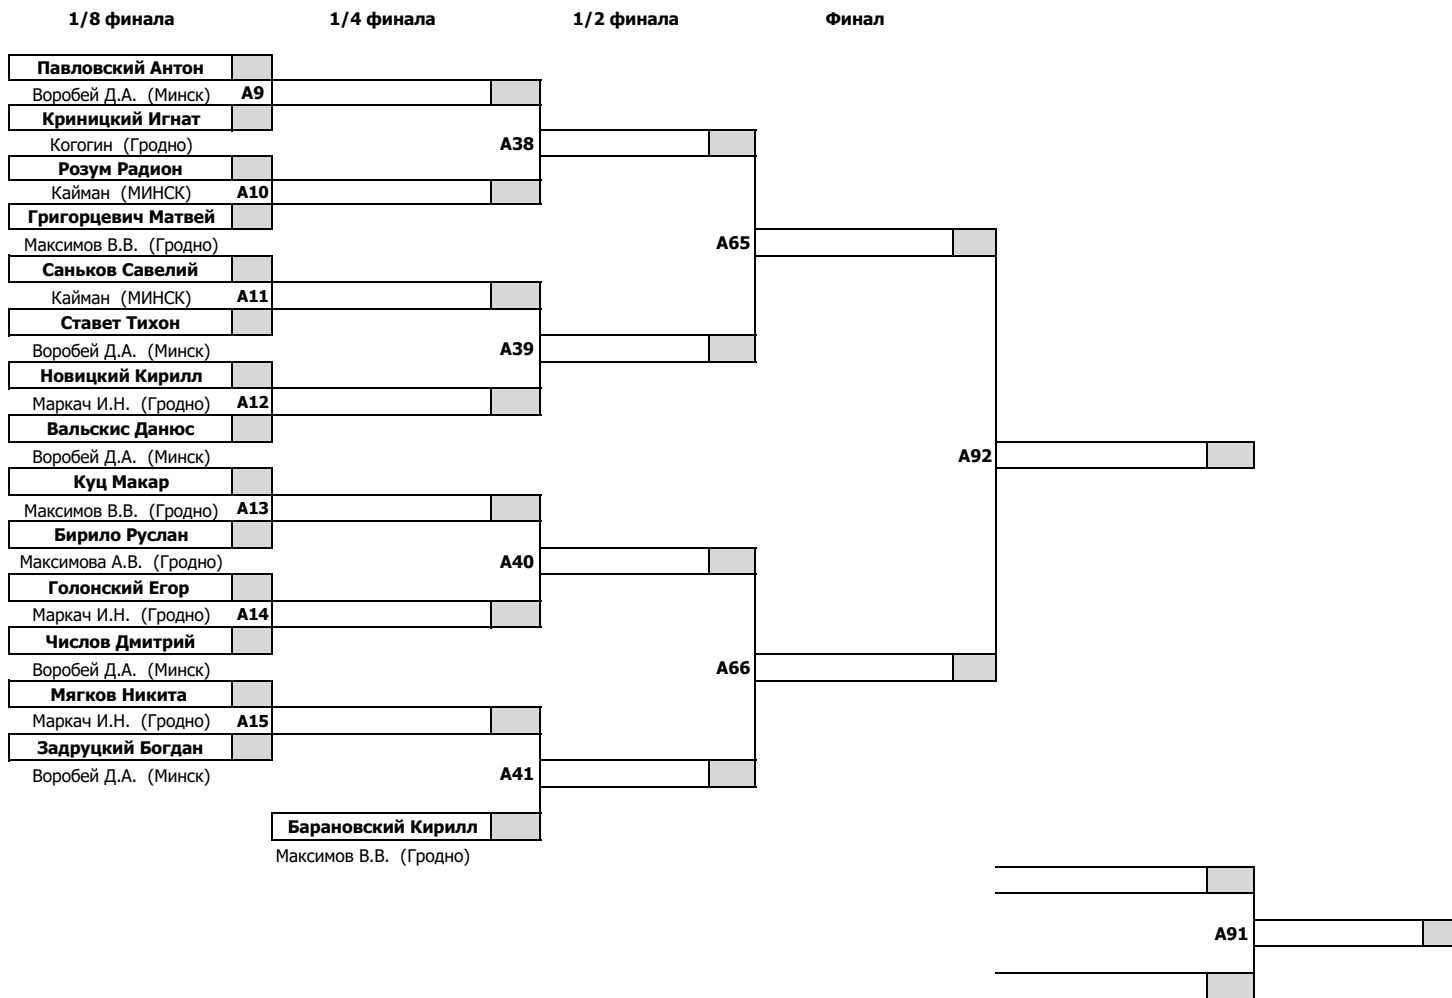 1/8 финала 1/4 финала 1/2 финала Финал
Павловский Антон
Воробей Д.А. (Минск) A9
Криницкий Игнат
Когогин (Гродно) A38
Розум Радион
Кайман (МИНСК) A10
Григорцевич Матвей
Максимов В.В. (Гродно) A65
Саньков Савелий
Кайман (МИНСК) A11
Ставет Тихон
Воробей Д.А. (Минск) A39
Новицкий Кирилл
Маркач И.Н. (Гродно) A12
Вальскис Данюс
Воробей Д.А. (Минск) A92
Куц Макар
Максимов В.В. (Гродно) A13
Бирило Руслан
Максимова А.В. (Гродно) A40
Голонский Егор
Маркач И.Н. (Гродно) A14
Числов Дмитрий
Воробей Д.А. (Минск) A66
Мягков Никита
Маркач И.Н. (Гродно) A15
Задруцкий Богдан
Воробей Д.А. (Минск) A41
Барановский Кирилл
Максимов В.В. (Гродно)
A91